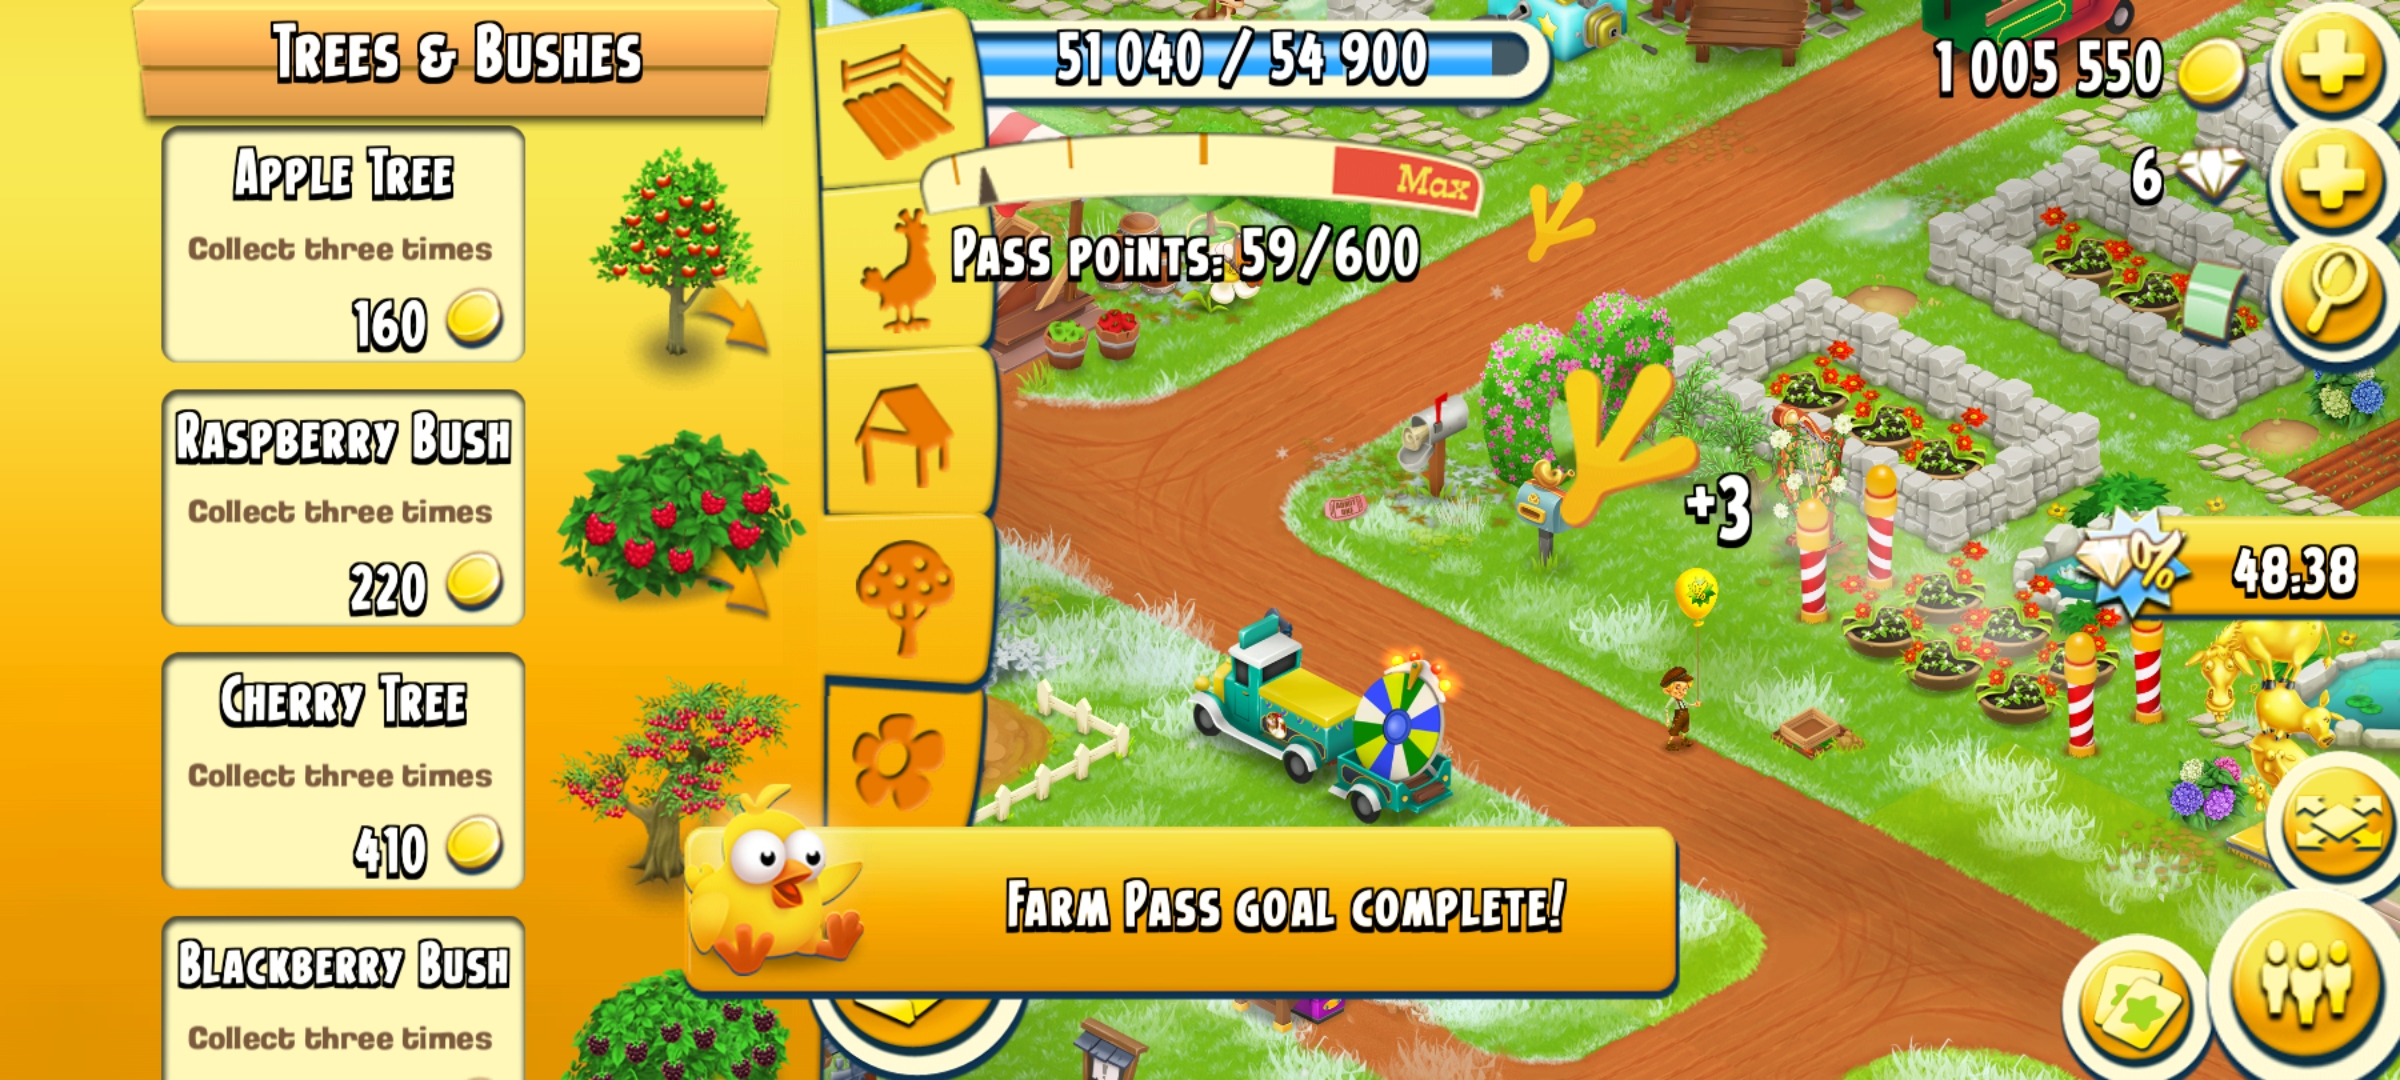 TREES & BUSHES
APPLE TREE
Collect three times
160
RASPBERRY BUSH
Collect three times
220
CHERRY TREE
Collect three times
410
BLACKBERRY BUSH
Collect three times
51 040 / 54 900
Max
PASS POINTS: 59/600
1 005 550
6
+3
%
48:38
FARM PASS GOAL COMPLETE!